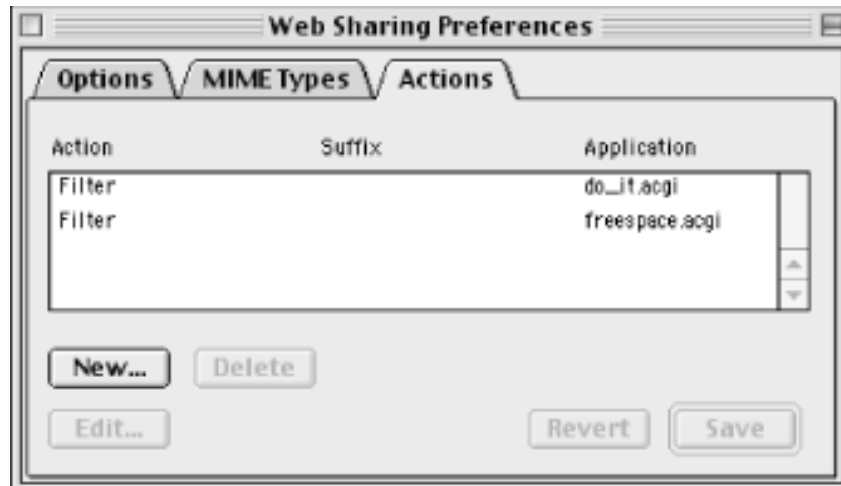 Web Sharing Preferences
Options MIME Types Actions
Action Suffix Application
Filter do_it.acgi
Filter freespace.acgi
New... Delete
Edit... Revert Save